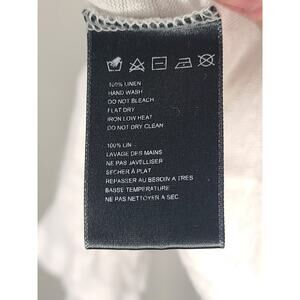 100% LINEN
HAND WASH
DO NOT BLEACH
FLAT DRY
IRON LOW HEAT
DO NOT DRY CLEAN
100% LIN
LAVAGE DES MAINS
NE PAS JAVELLISER
SECHER À PLAT
REPASSER AU BEROIN A TRES
BASSE TEMPERATURE
NE PAS NETTOYER A SEC